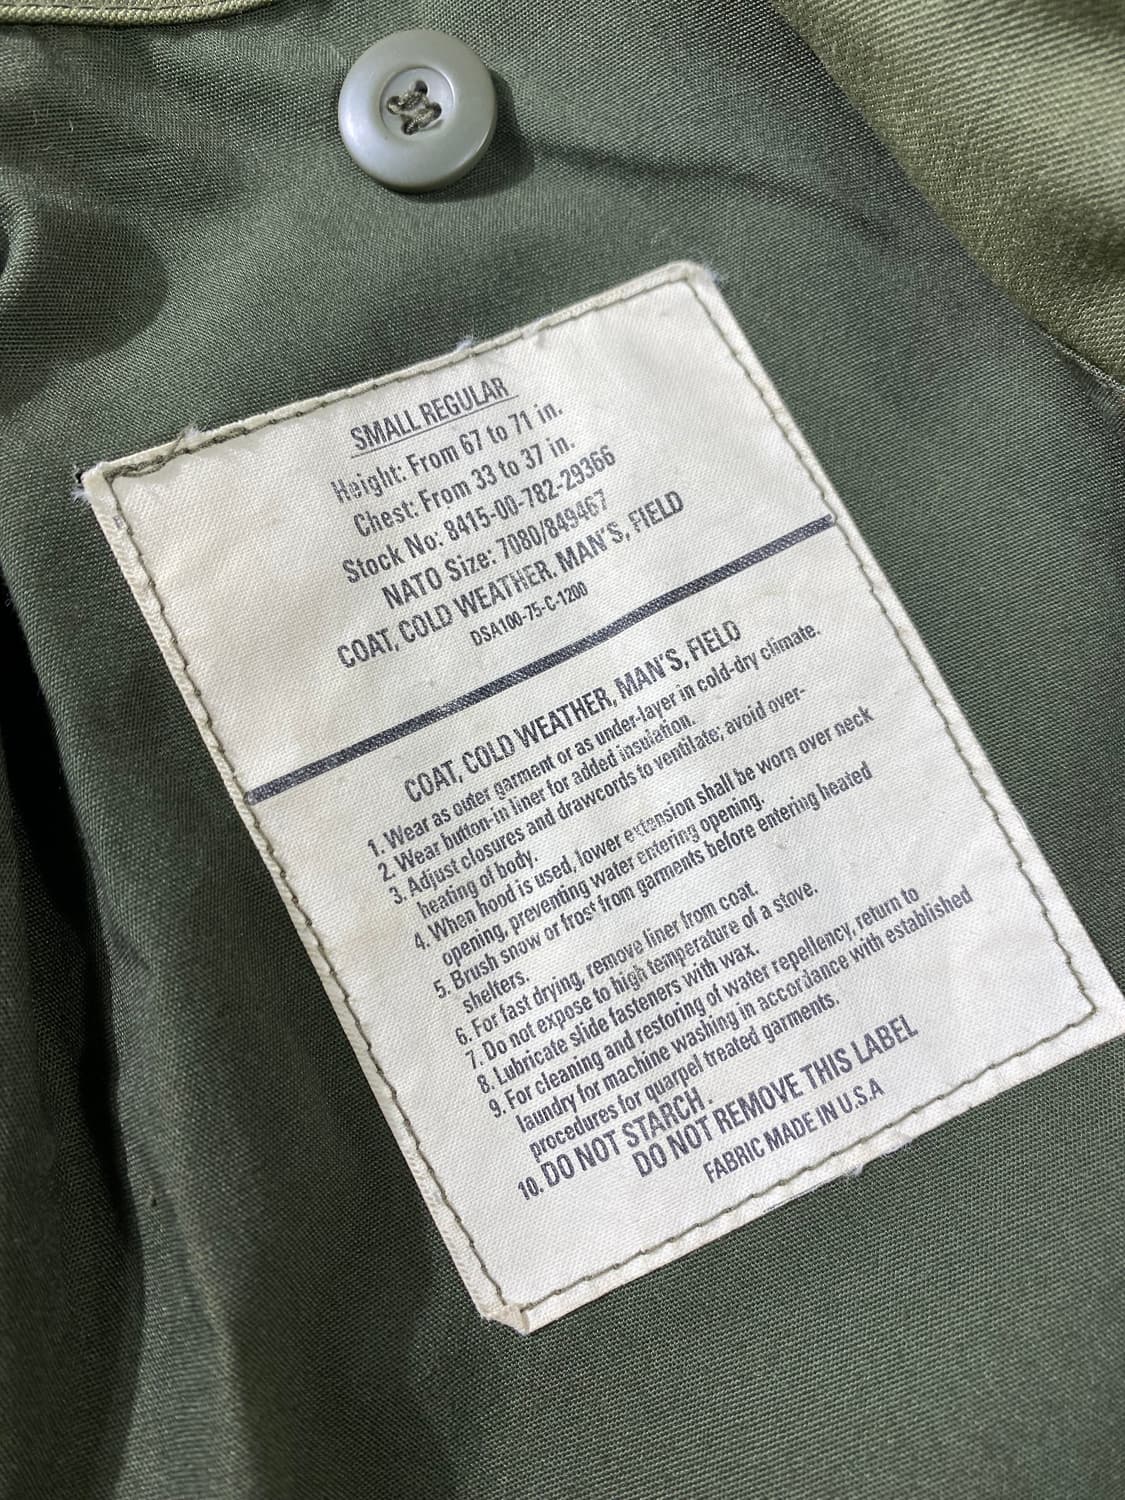 SMALL REGULAR
Height: From 67 to 71 in.
Chest: From 33 to 37 in.
Stock No: 8415-00-782-29366
NATO Size: 7080/849467
COAT, COLD WEATHER. MAN'S, FIELD
DSA100-75-C-1200
COAT, COLD WEATHER, MAN'S, FIELD
1. Wear as outer garment or as under-layer in cold-dry climate.
2. Wear button-in liner for added insulation.
3. Adjust closures and drawcords to ventilate; avoid over-
heating of body.
4. When hood is used, lower extension shall be worn over neck
opening, preventing water entering opening.
5. Brush snow or frost from garments before entering heated
shelters.
6. For fast drying, remove liner from coat.
7. Do not expose to high temperature of a stove.
8. Lubricate slide fasteners with wax.
9. For cleaning and restoring of water repellency, return to
laundry for machine washing in accordance with established
procedures for quarpel treated garments.
10. DO NOT STARCH.
DO NOT REMOVE THIS LABEL
FABRIC MADE IN U.S.A